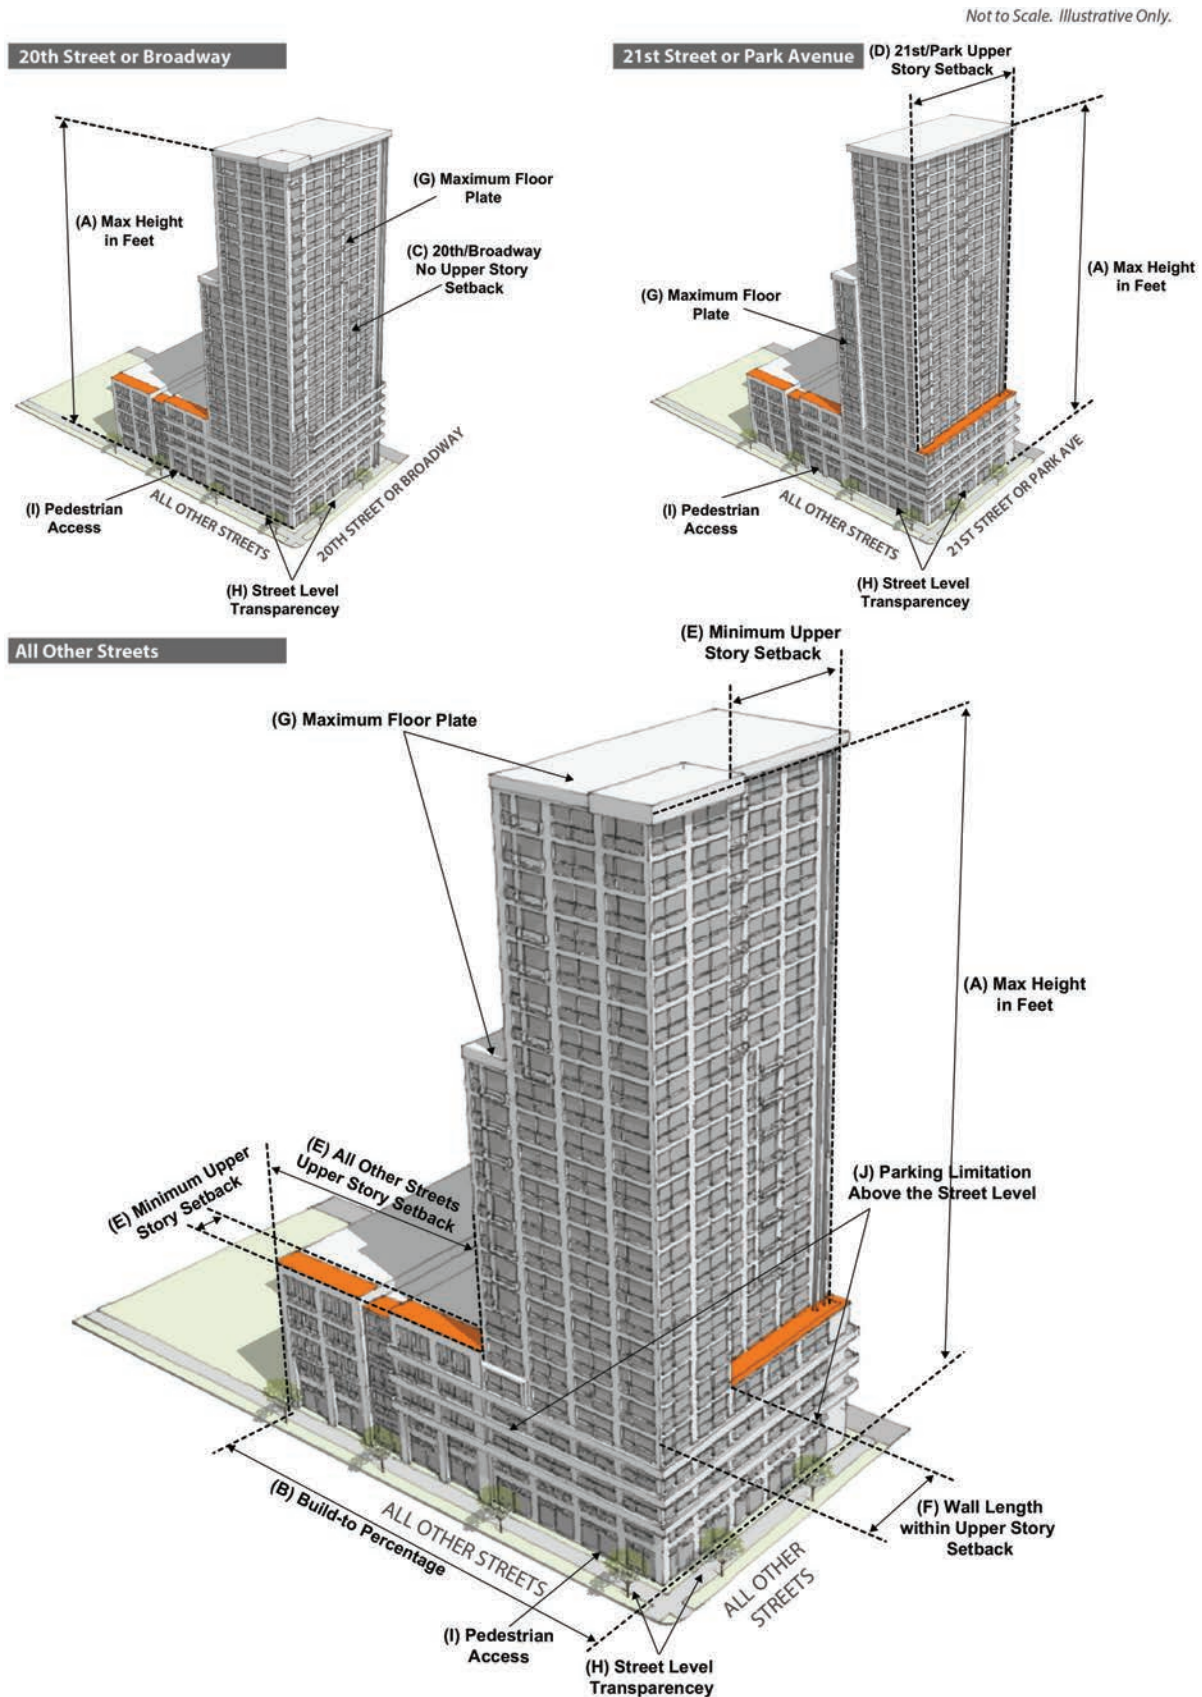 Not to Scale. Illustrative Only.
20th Street or Broadway
(A) Max Height
in Feet
(G) Maximum Floor
Plate
(C) 20th/Broadway
No Upper Story
Setback
(I) Pedestrian
Access
ALL OTHER STREETS
20TH STREET OR BROADWAY
(H) Street Level
Transparencey
21st Street or Park Avenue
(D) 21st/Park Upper
Story Setback
(A) Max Height
in Feet
(G) Maximum Floor
Plate
(I) Pedestrian
Access
ALL OTHER STREETS
21ST STREET OR PARK AVE
(H) Street Level
Transparencey
All Other Streets
(E) Minimum Upper
Story Setback
(G) Maximum Floor Plate
(A) Max Height
in Feet
(E) Minimum Upper
Story Setback
(E) All Other Streets
Upper Story Setback
(J) Parking Limitation
Above the Street Level
(B) Build-to Percentage
ALL OTHER STREETS
(F) Wall Length
within Upper Story
Setback
ALL OTHER
STREETS
(I) Pedestrian
Access
(H) Street Level
Transparencey